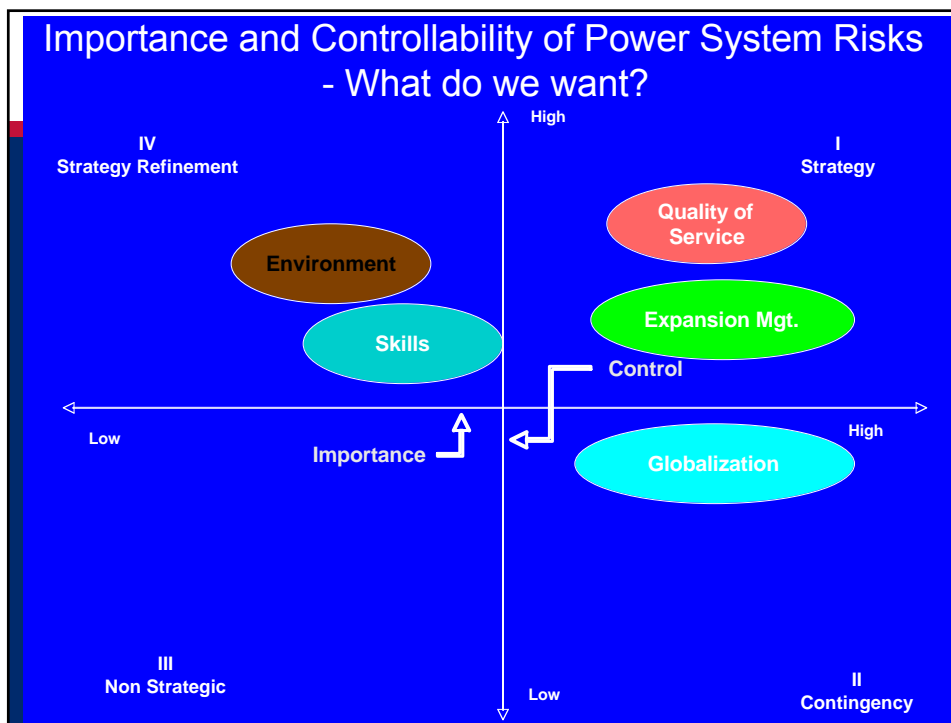 Importance and Controllability of Power System Risks
- What do we want?
High
IV
Strategy Refinement
I
Strategy
Quality of
Service
Environment
Expansion Mgt.
Skills
Control
Low
High
Importance
Globalization
III
Non Strategic
Low
II
Contingency